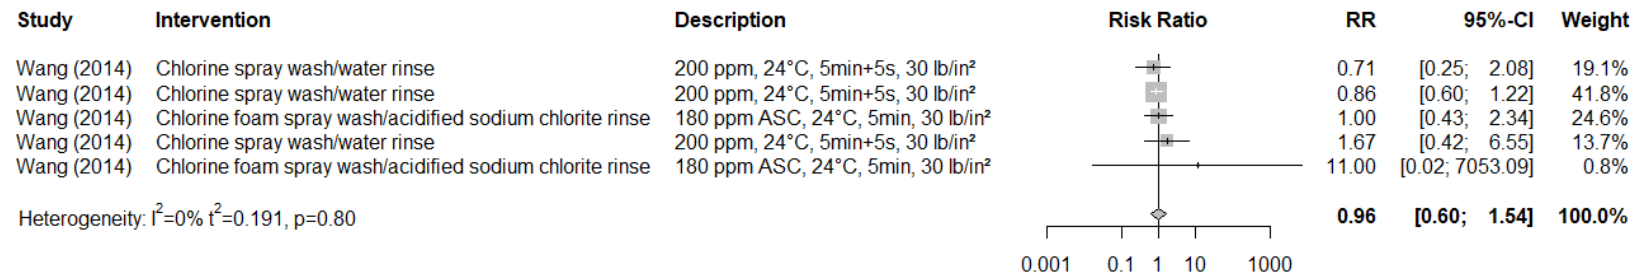 Study Intervention Description Risk Ratio RR 95%-CI Weight
Wang (2014) Chlorine spray wash/water rinse 200 ppm, 24°C, 5min+5s, 30 lb/in² 0.71 [0.25; 2.08] 19.1%
Wang (2014) Chlorine spray wash/water rinse 200 ppm, 24°C, 5min+5s, 30 lb/in² 0.86 [0.60; 1.22] 41.8%
Wang (2014) Chlorine foam spray wash/acidified sodium chlorite rinse 180 ppm ASC, 24°C, 5min, 30 lb/in² 1.00 [0.43; 2.34] 24.6%
Wang (2014) Chlorine spray wash/water rinse 200 ppm, 24°C, 5min+5s, 30 lb/in² 1.67 [0.42; 6.55] 13.7%
Wang (2014) Chlorine foam spray wash/acidified sodium chlorite rinse 180 ppm ASC, 24°C, 5min, 30 lb/in² 11.00 [0.02; 7053.09] 0.8%
Heterogeneity: I²=0% t²=0.191, p=0.80 0.96 [0.60; 1.54] 100.0%
0.001 0.1 1 10 1000